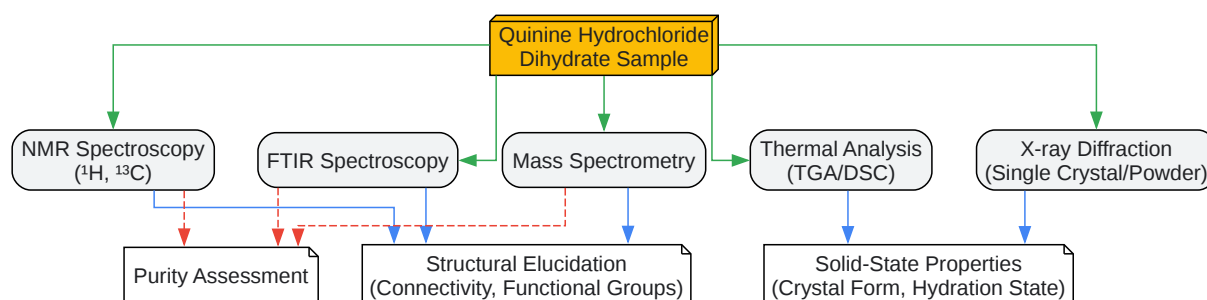 Quinine Hydrochloride
Dihydrate Sample
NMR Spectroscopy
(¹H, ¹³C)
FTIR Spectroscopy
Mass Spectrometry
Thermal Analysis
(TGA/DSC)
X-ray Diffraction
(Single Crystal/Powder)
Purity Assessment
Structural Elucidation
(Connectivity, Functional Groups)
Solid-State Properties
(Crystal Form, Hydration State)